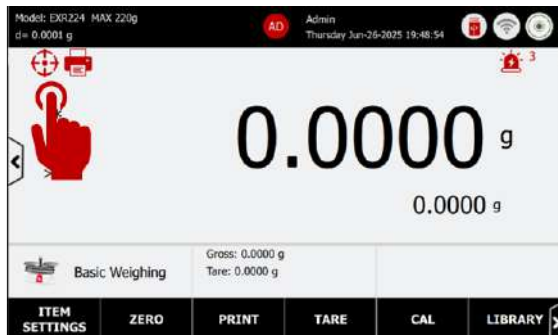 Model: EXR224 MAX 220g
d= 0.0001 g
AD
Admin
Thursday Jun-26-2025 19:48:54
3
0.0000 g
0.0000 g
Basic Weighing
Gross: 0.0000 g
Tare: 0.0000 g
ITEM SETTINGS
ZERO
PRINT
TARE
CAL
LIBRARY